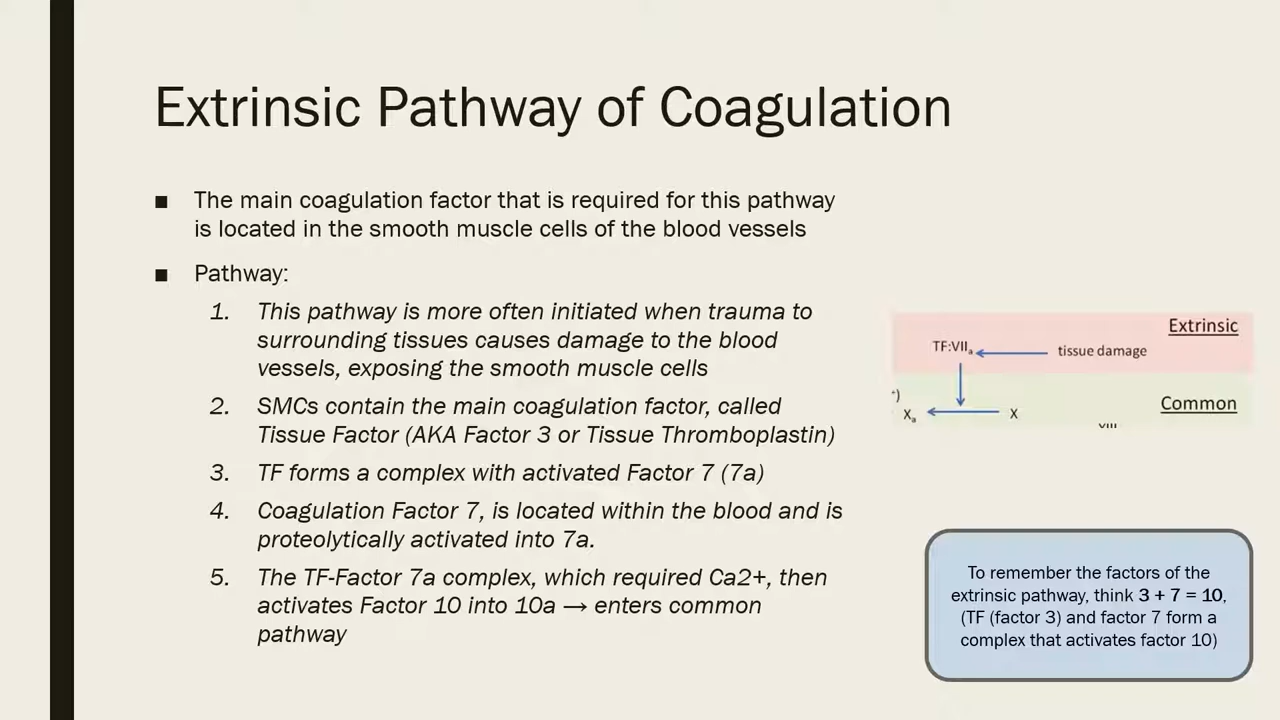 Extrinsic Pathway of Coagulation
■ The main coagulation factor that is required for this pathway
is located in the smooth muscle cells of the blood vessels
■ Pathway:
1. This pathway is more often initiated when trauma to
surrounding tissues causes damage to the blood
vessels, exposing the smooth muscle cells
2. SMCs contain the main coagulation factor, called
Tissue Factor (AKA Factor 3 or Tissue Thromboplastin)
3. TF forms a complex with activated Factor 7 (7a)
4. Coagulation Factor 7, is located within the blood and is
proteolytically activated into 7a.
5. The TF-Factor 7a complex, which required Ca2+, then
activates Factor 10 into 10a → enters common
pathway
Extrinsic
TF:VIIa
tissue damage
Common
Xa
X
To remember the factors of the
extrinsic pathway, think 3 + 7 = 10,
(TF (factor 3) and factor 7 form a
complex that activates factor 10)